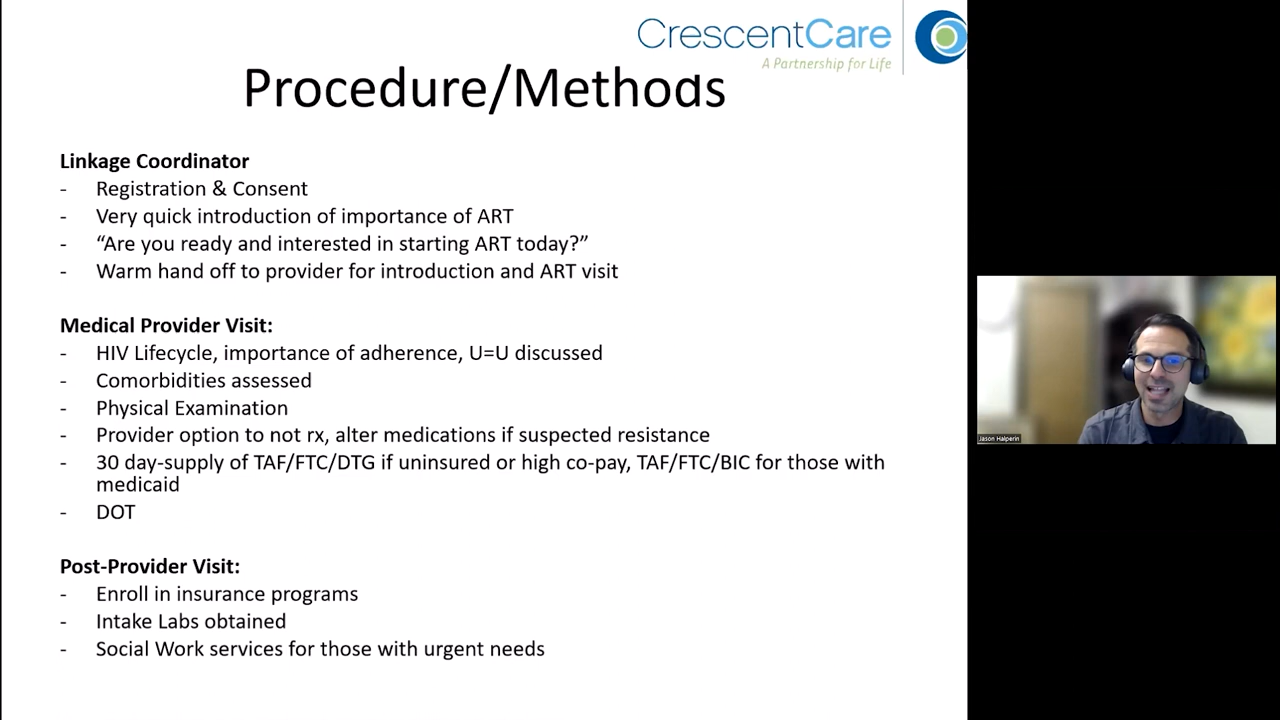 CrescentCare
A Partnership for Life
Procedure/Methods
Linkage Coordinator
- Registration & Consent
- Very quick introduction of importance of ART
- “Are you ready and interested in starting ART today?”
- Warm hand off to provider for introduction and ART visit
Medical Provider Visit:
- HIV Lifecycle, importance of adherence, U=U discussed
- Comorbidities assessed
- Physical Examination
- Provider option to not rx, alter medications if suspected resistance
- 30 day-supply of TAF/FTC/DTG if uninsured or high co-pay, TAF/FTC/BIC for those with
medicaid
- DOT
Post-Provider Visit:
- Enroll in insurance programs
- Intake Labs obtained
- Social Work services for those with urgent needs
Jason Halperin